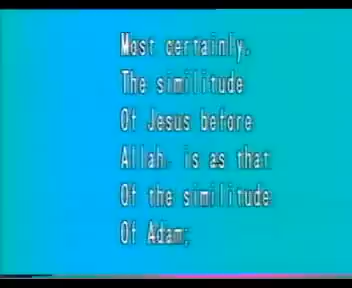 Most certainly.
The similitude
Of Jesus before
Allah. is as that
Of the similitude
Of Adam;